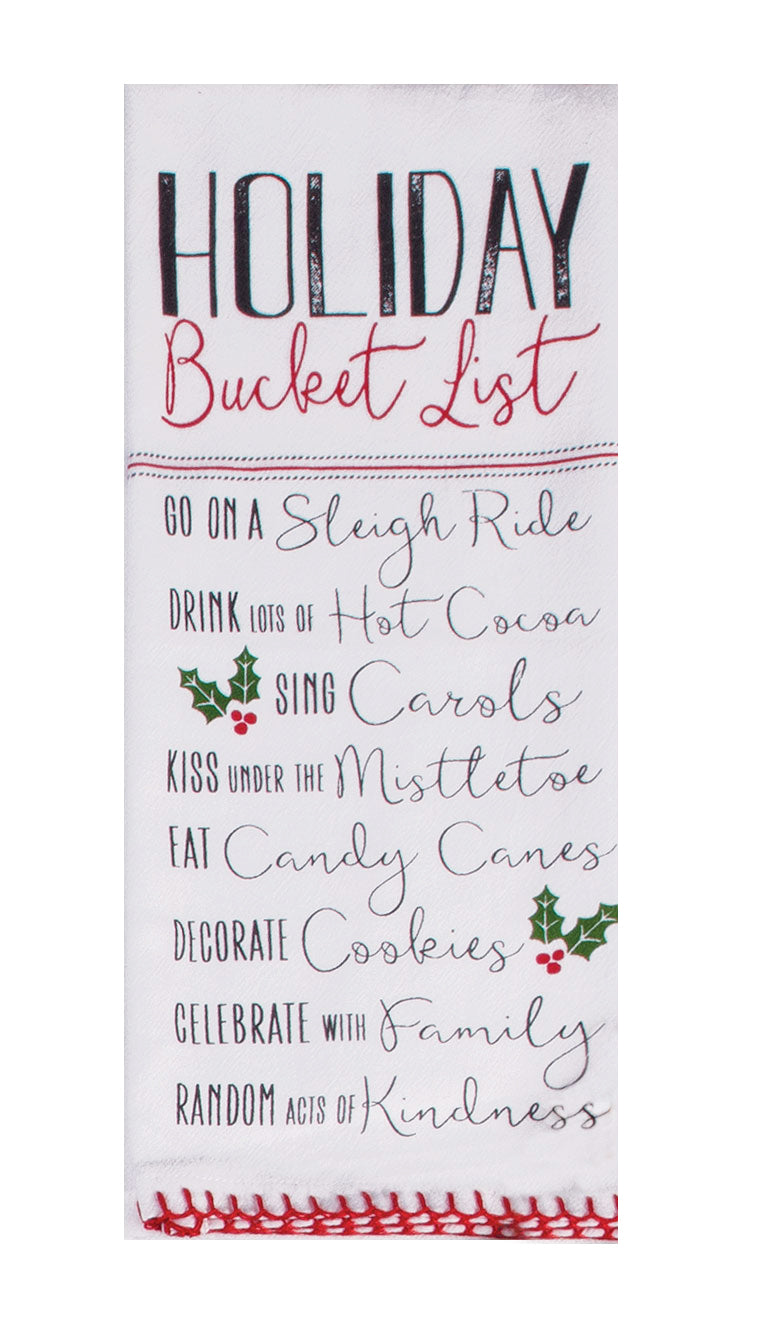 HOLIDAY
Bucket List
GO ON A Sleigh Ride
DRINK LOTS OF Hot Cocoa
SING Carols
KISS UNDER THE Mistletoe
EAT Candy Canes
DECORATE Cookies
CELEBRATE WITH Family
RANDOM ACTS OF Kindness